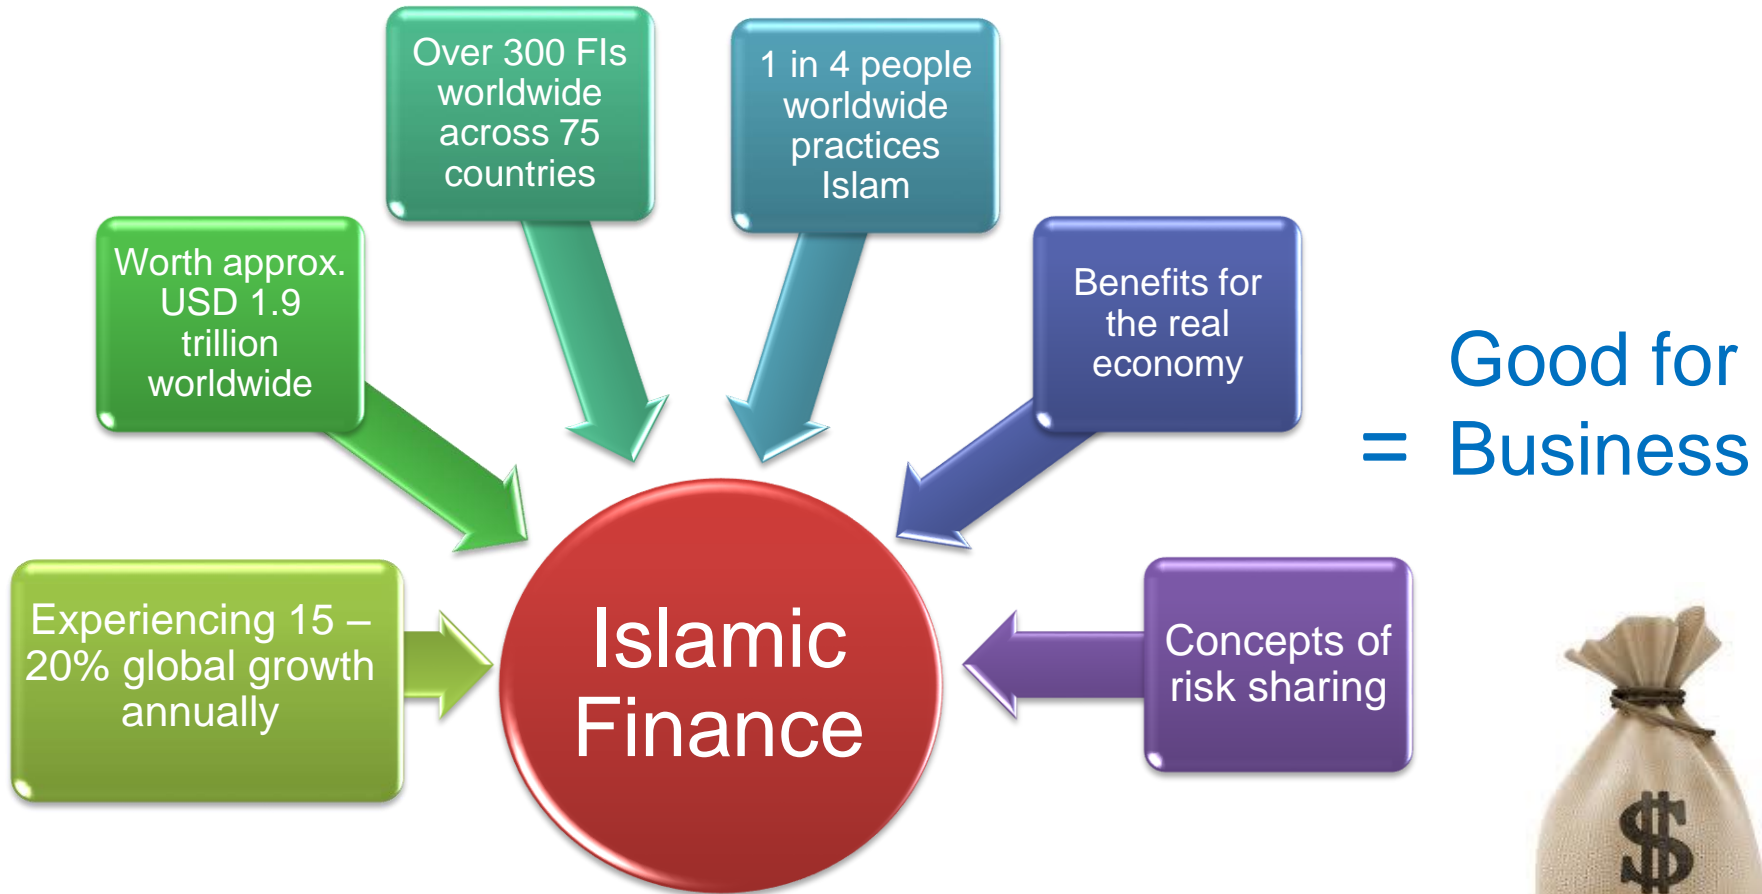 Over 300 FIs
worldwide
across 75
countries
1 in 4 people
worldwide
practices
Islam
Worth approx.
USD 1.9
trillion
worldwide
Benefits for
the real
economy
Good for
= Business
Experiencing 15 –
20% global growth
annually
Islamic
Finance
Concepts of
risk sharing
$